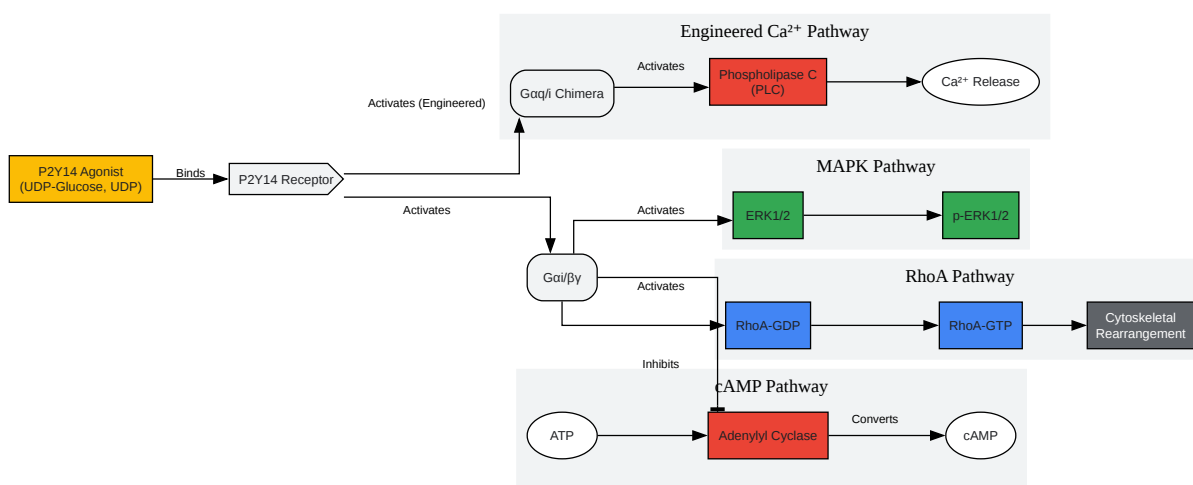 Engineered Ca²⁺ Pathway
Activates
Gαq/i Chimera
Phospholipase C
(PLC)
Ca²⁺ Release
Activates (Engineered)
P2Y14 Agonist
(UDP-Glucose, UDP)
Binds
P2Y14 Receptor
Activates
MAPK Pathway
Activates
ERK1/2
p-ERK1/2
Gαi/βγ
Activates
RhoA Pathway
RhoA-GDP
RhoA-GTP
Cytoskeletal
Rearrangement
Inhibits
cAMP Pathway
ATP
Adenylyl Cyclase
Converts
cAMP